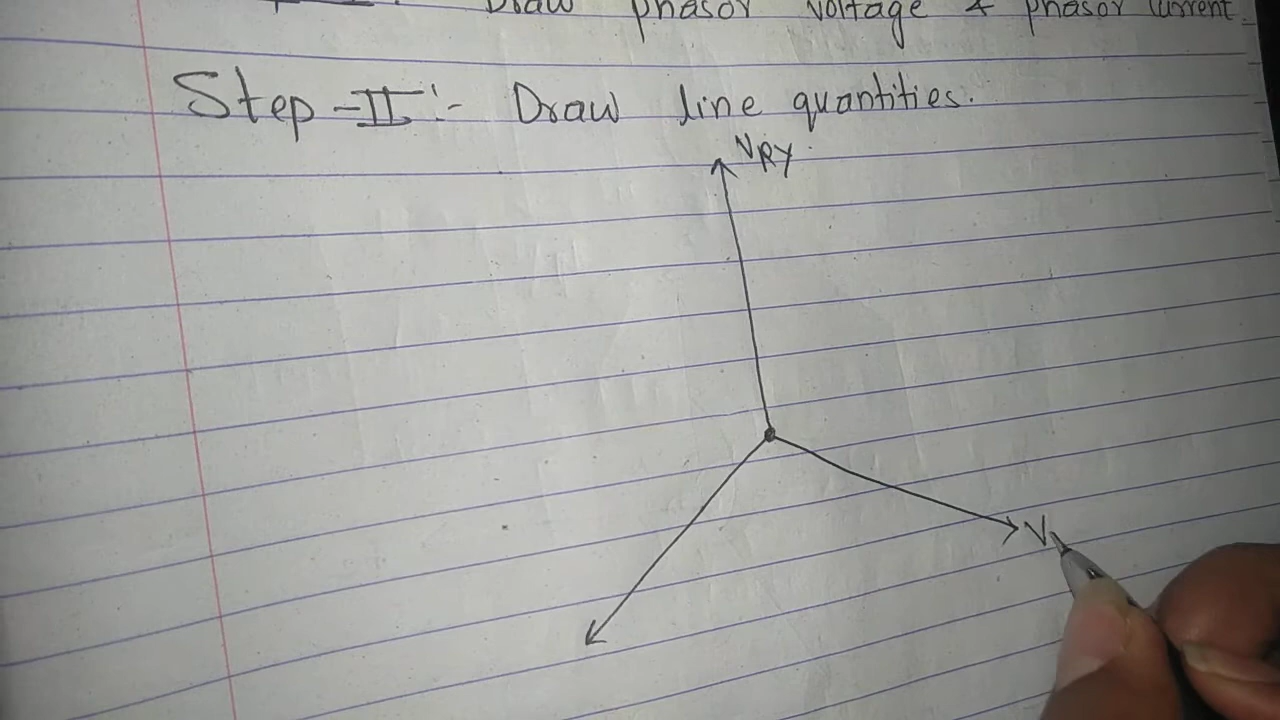 Draw phasor voltage & phasor current.
Step-II:- Draw line quantities.
VRY
V